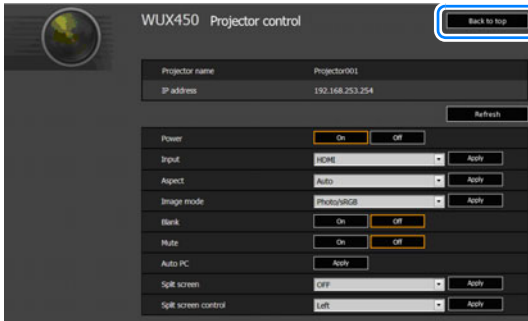 WUX450 Projector control
Back to top
Projector name Projector001
IP address 192.168.253.254
Refresh
Power On Off
Input HDMI Apply
Aspect Auto Apply
Image mode Photo/sRGB Apply
Blank On Off
Mute On Off
Auto PC Apply
Split screen OFF Apply
Split screen control Left Apply